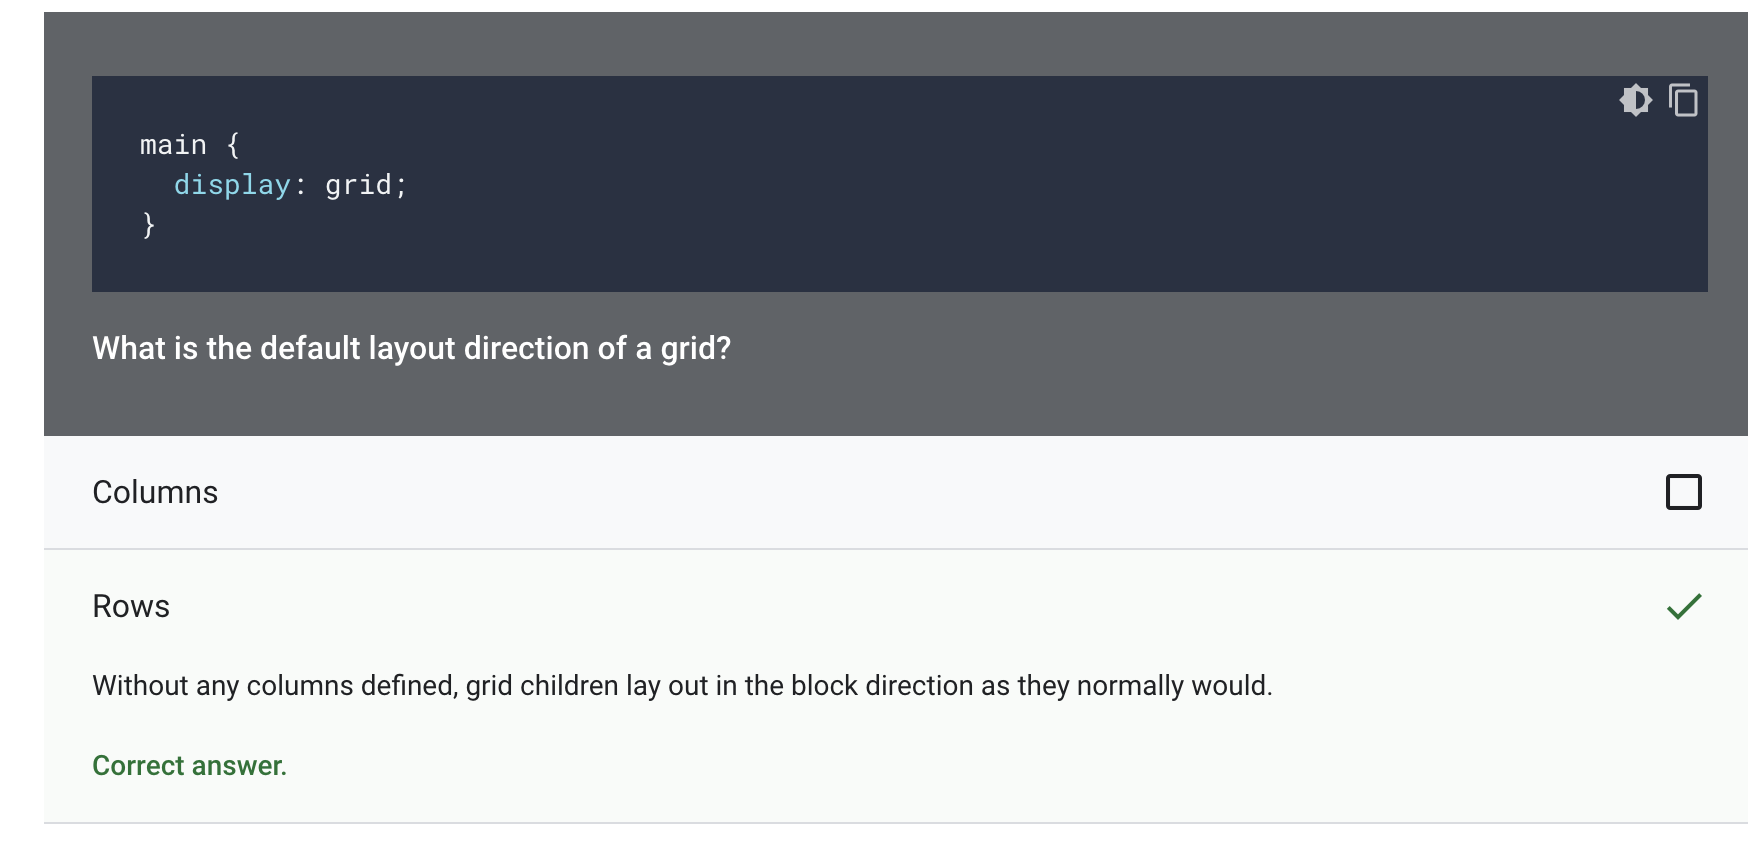 main {
  display: grid;
}
What is the default layout direction of a grid?
Columns
Rows
Without any columns defined, grid children lay out in the block direction as they normally would.
Correct answer.